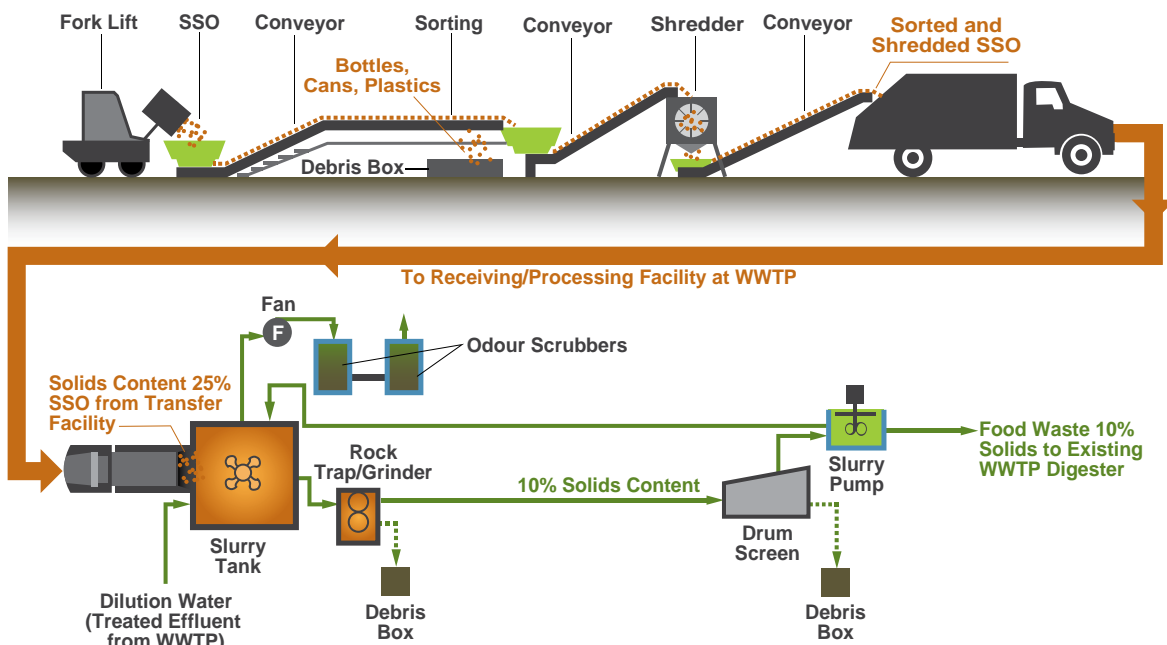 Fork Lift
SSO
Conveyor
Sorting
Conveyor
Shredder
Conveyor
Sorted and
Shredded SSO
Bottles,
Cans, Plastics
Debris Box
To Receiving/Processing Facility at WWTP
Fan
F
Odour Scrubbers
Solids Content 25%
SSO from Transfer
Facility
Rock
Trap/Grinder
10% Solids Content
Slurry
Pump
Food Waste 10%
Solids to Existing
WWTP Digester
Drum
Screen
Slurry
Tank
Dilution Water
(Treated Effluent
from WWTP)
Debris
Box
Debris
Box